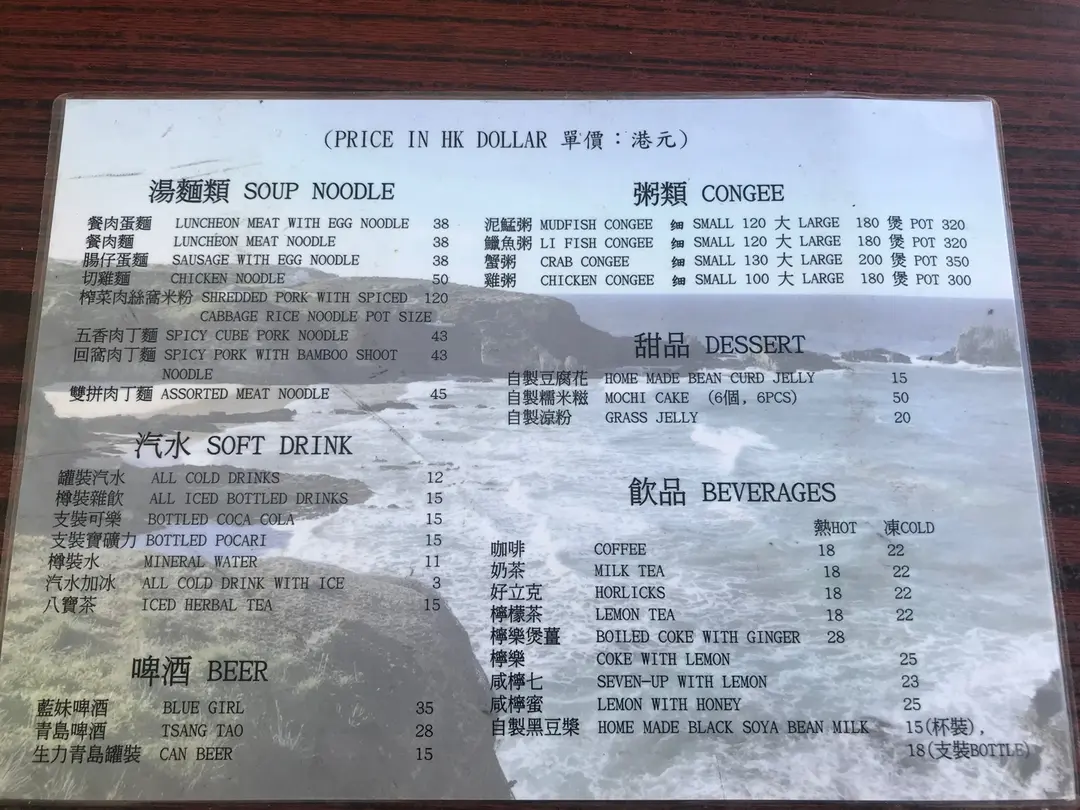 (PRICE IN HK DOLLAR 單價：港元)
湯麵類 SOUP NOODLE
餐肉蛋麵 LUNCHEON MEAT WITH EGG NOODLE 38
餐肉麵 LUNCHEON MEAT NOODLE 38
腸仔蛋麵 SAUSAGE WITH EGG NOODLE 38
切雞麵 CHICKEN NOODLE 50
榨菜肉絲窩米粉 SHREDDED PORK WITH SPICED 120
CABBAGE RICE NOODLE POT SIZE
五香肉丁麵 SPICY CUBE PORK NOODLE 43
回窩肉丁麵 SPICY PORK WITH BAMBOO SHOOT 43
NOODLE
雙拼肉丁麵 ASSORTED MEAT NOODLE 45
汽水 SOFT DRINK
罐裝汽水 ALL COLD DRINKS 12
樽裝雜飲 ALL ICED BOTTLED DRINKS 15
支裝可樂 BOTTLED COCA COLA 15
支裝寶礦力 BOTTLED POCARI 15
樽裝水 MINERAL WATER 11
汽水加冰 ALL COLD DRINK WITH ICE 3
八寶茶 ICED HERBAL TEA 15
啤酒 BEER
藍妹啤酒 BLUE GIRL 35
青島啤酒 TSANG TAO 28
生力青島罐裝 CAN BEER 15
粥類 CONGEE
泥鯭粥 MUDFISH CONGEE 細 SMALL 120 大 LARGE 180 煲 POT 320
鱲魚粥 LI FISH CONGEE 細 SMALL 120 大 LARGE 180 煲 POT 320
蟹粥 CRAB CONGEE 細 SMALL 130 大 LARGE 200 煲 POT 350
雞粥 CHICKEN CONGEE 細 SMALL 100 大 LARGE 180 煲 POT 300
甜品 DESSERT
自製豆腐花 HOME MADE BEAN CURD JELLY 15
自製糯米糍 MOCHI CAKE (6個, 6PCS) 50
自製涼粉 GRASS JELLY 20
飲品 BEVERAGES
熱HOT 凍COLD
咖啡 COFFEE 18 22
奶茶 MILK TEA 18 22
好立克 HORLICKS 18 22
檸檬茶 LEMON TEA 18 22
檸樂煲薑 BOILED COKE WITH GINGER 28
檸樂 COKE WITH LEMON 25
咸檸七 SEVEN-UP WITH LEMON 23
咸檸蜜 LEMON WITH HONEY 25
自製黑豆漿 HOME MADE BLACK SOYA BEAN MILK 15(杯裝),
18(支裝BOTTLE)